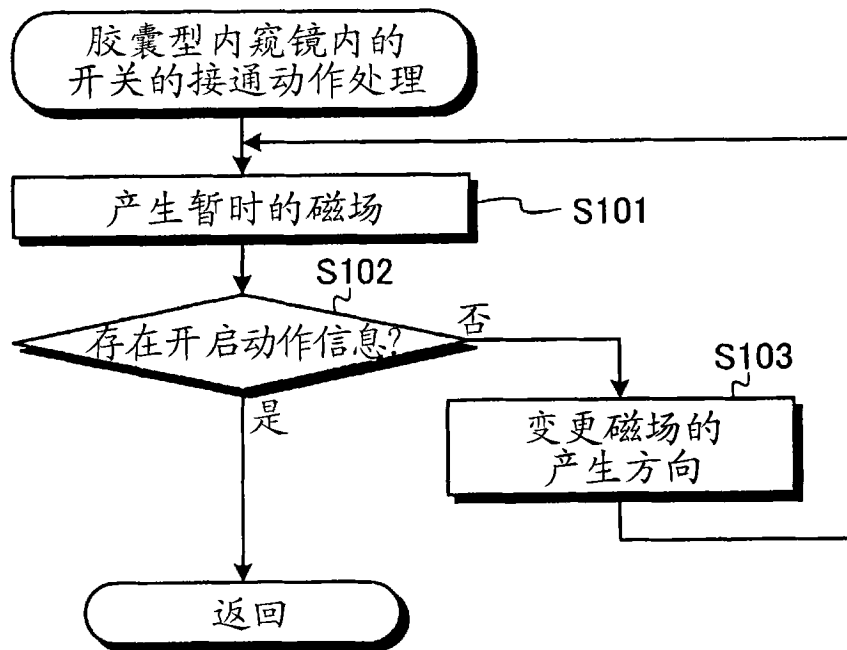 胶囊型内窥镜内的
开关的接通动作处理
产生暂时的磁场
S101
S102
存在开启动作信息?
否
S103
是
变更磁场的
产生方向
返回